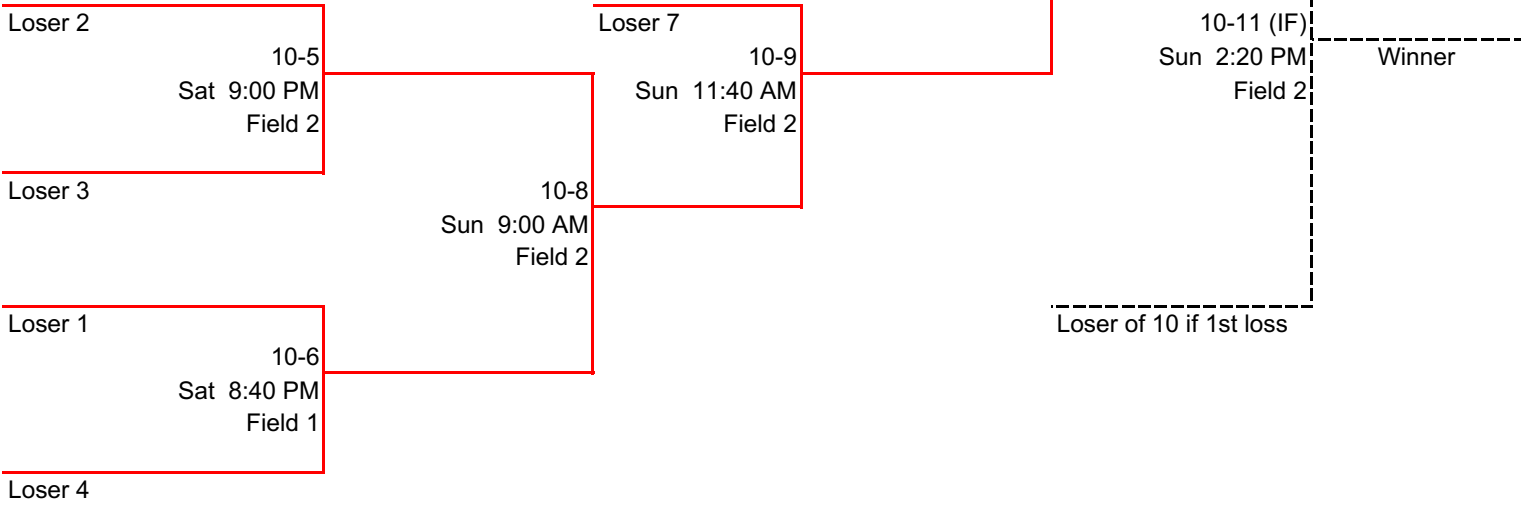 Loser 2
10-5
Sat 9:00 PM
Field 2
Loser 3
Loser 1
10-6
Sat 8:40 PM
Field 1
Loser 4
10-8
Sun 9:00 AM
Field 2
Loser 7
10-9
Sun 11:40 AM
Field 2
10-11 (IF)
Sun 2:20 PM
Field 2
Loser of 10 if 1st loss
Winner